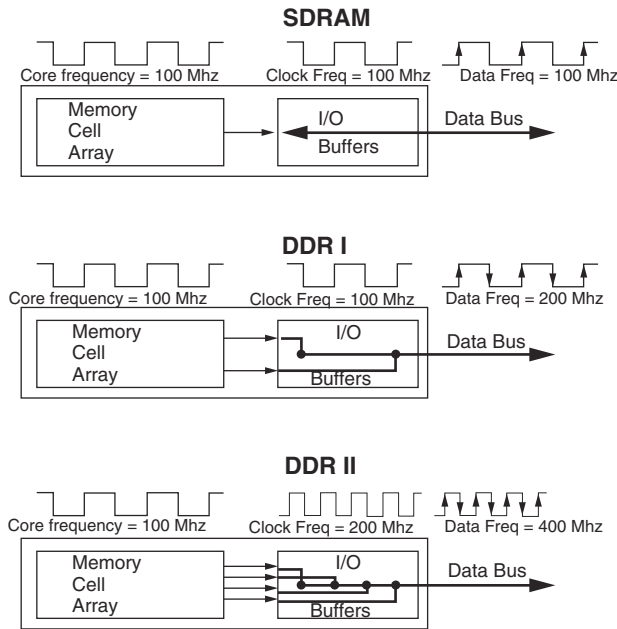 SDRAM
Core frequency = 100 Mhz
Clock Freq = 100 Mhz
Data Freq = 100 Mhz
Memory
Cell
Array
I/O
Buffers
Data Bus
DDR I
Core frequency = 100 Mhz
Clock Freq = 100 Mhz
Data Freq = 200 Mhz
Memory
Cell
Array
I/O
Buffers
Data Bus
DDR II
Core frequency = 100 Mhz
Clock Freq = 200 Mhz
Data Freq = 400 Mhz
Memory
Cell
Array
I/O
Buffers
Data Bus